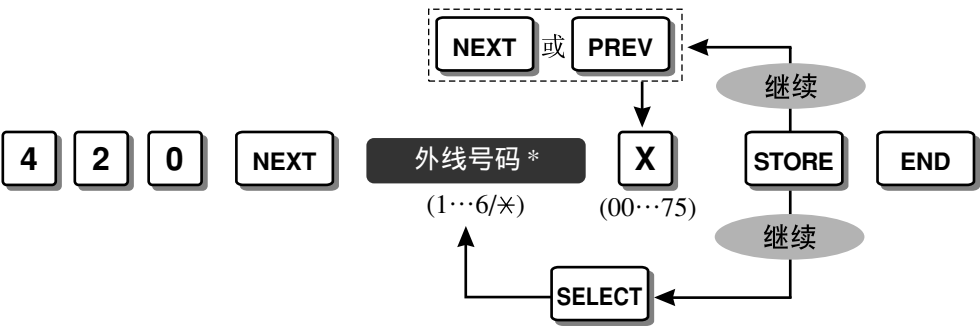 NEXT 或 PREV
继续
4 2 0 NEXT 外线号码* X STORE END
(1…6/✳) (00…75)
继续
SELECT